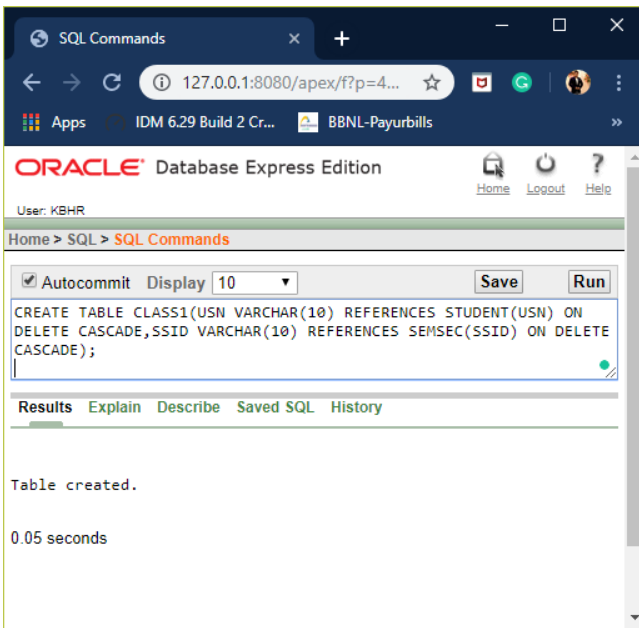 SQL Commands
127.0.0.1:8080/apex/f?p=4...
Apps IDM 6.29 Build 2 Cr... BBNL-Payurbills »
ORACLE Database Express Edition
Home Logout Help
User: KBHR
Home > SQL > SQL Commands
Autocommit Display 10 Save Run
CREATE TABLE CLASS1(USN VARCHAR(10) REFERENCES STUDENT(USN) ON
DELETE CASCADE,SSID VARCHAR(10) REFERENCES SEMSEC(SSID) ON DELETE
CASCADE);
Results Explain Describe Saved SQL History
Table created.
0.05 seconds